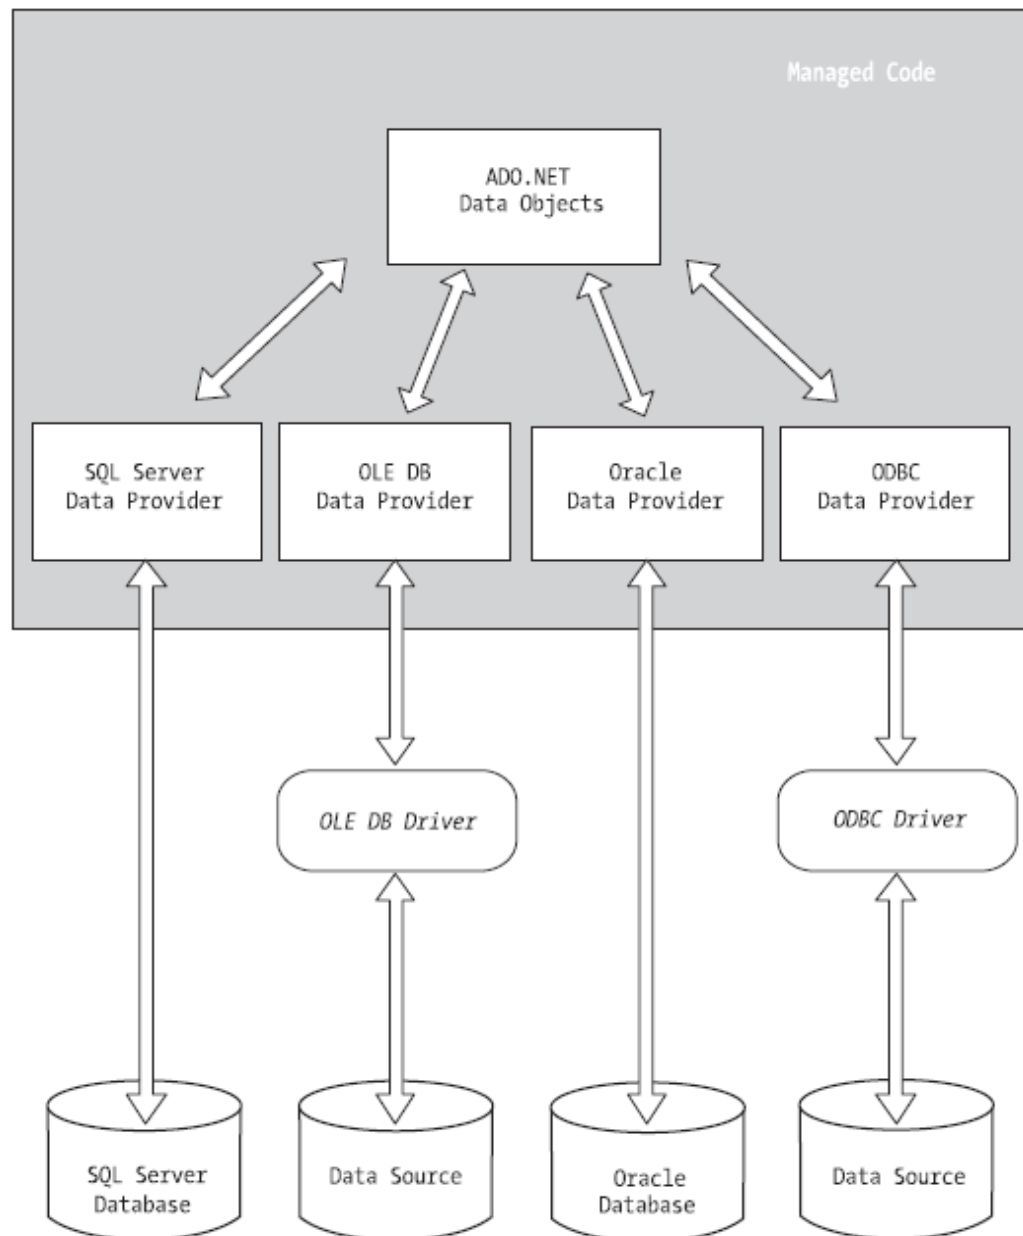 Managed Code
ADO.NET
Data Objects
SQL Server
Data Provider
OLE DB
Data Provider
Oracle
Data Provider
ODBC
Data Provider
OLE DB Driver
ODBC Driver
SQL Server
Database
Data Source
Oracle
Database
Data Source